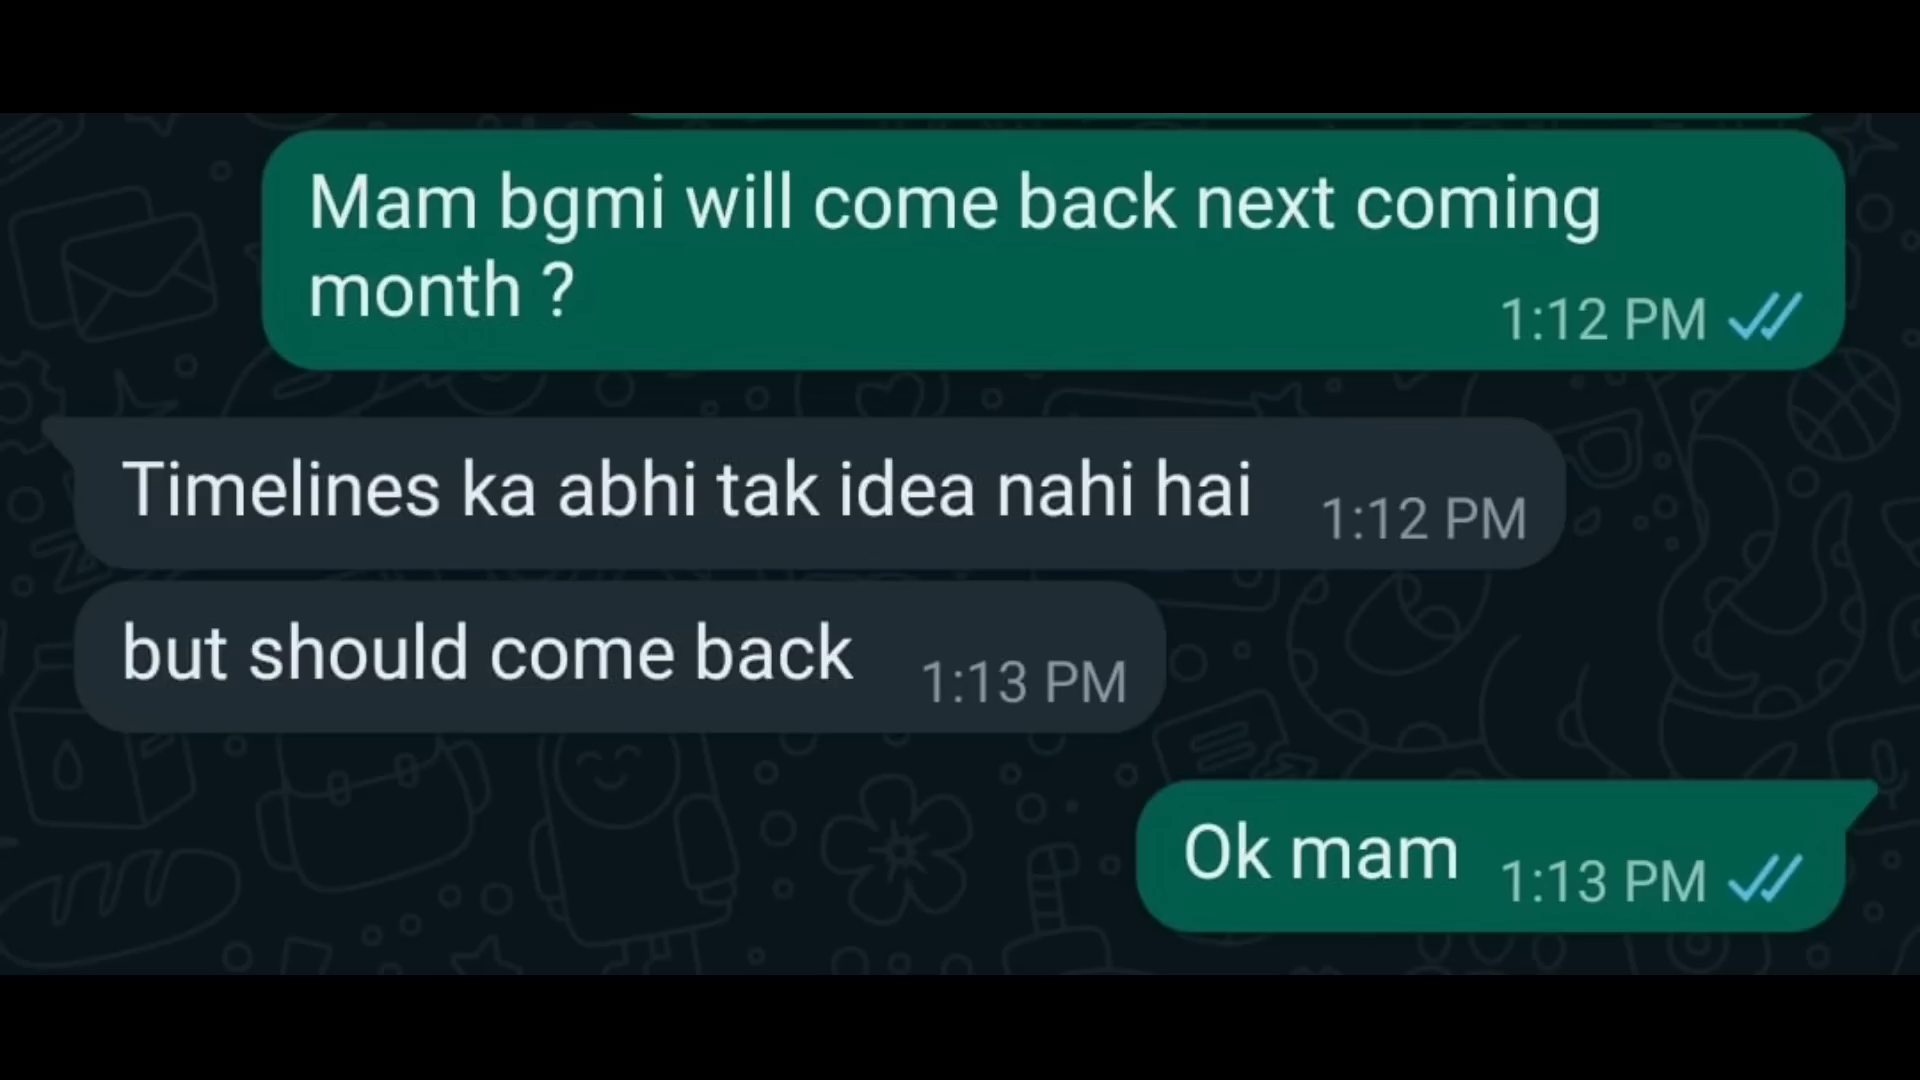 Mam bgmi will come back next coming
month ?
1:12 PM
Timelines ka abhi tak idea nahi hai
1:12 PM
but should come back
1:13 PM
Ok mam
1:13 PM